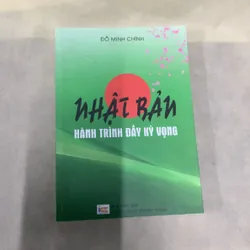 ĐỖ MINH CHÍNH
NHẬT BẢN
HÀNH TRÌNH ĐẦY KỲ VỌNG